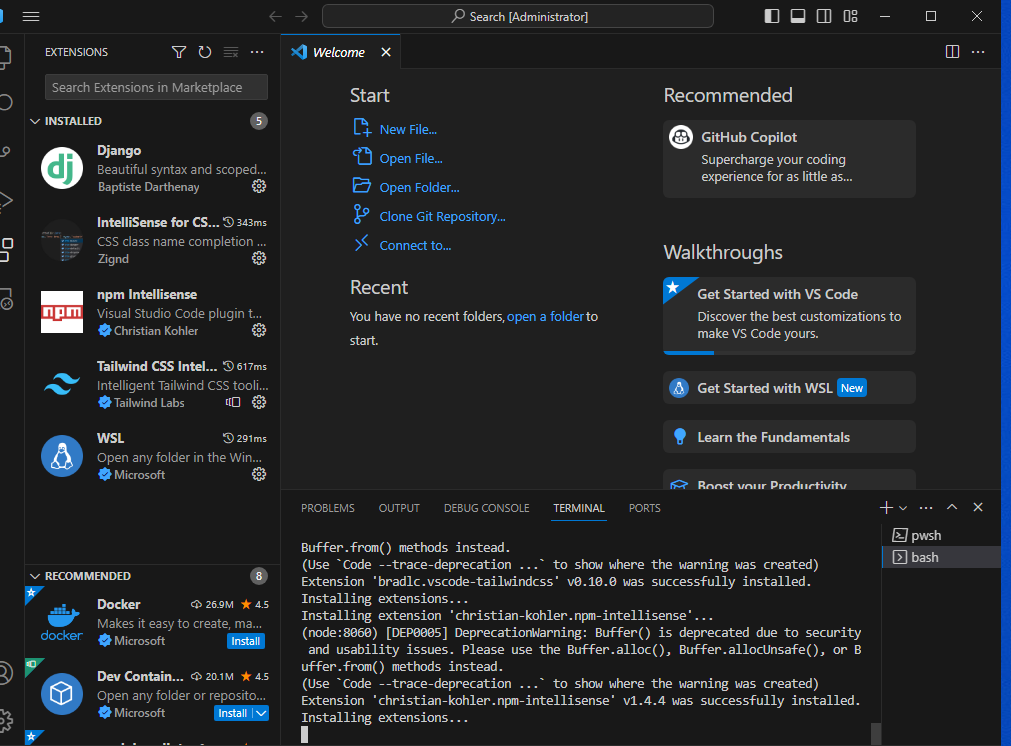 Search [Administrator]
EXTENSIONS
Search Extensions in Marketplace
INSTALLED
5
dj
Django
Beautiful syntax and scoped...
Baptiste Darthenay
IntelliSense for CS...
343ms
CSS class name completion ...
Zignd
npm
npm Intellisense
Visual Studio Code plugin t...
Christian Kohler
Tailwind CSS Intel...
617ms
Intelligent Tailwind CSS tooli...
Tailwind Labs
WSL
291ms
Open any folder in the Win...
Microsoft
RECOMMENDED
8
docker
Docker
26.9M
4.5
Makes it easy to create, ma...
Microsoft
Install
Dev Contain...
20.1M
4.5
Open any folder or reposito...
Microsoft
Install
Welcome
Start
New File...
Open File...
Open Folder...
Clone Git Repository...
Connect to...
Recent
You have no recent folders, open a folder to
start.
Recommended
GitHub Copilot
Supercharge your coding
experience for as little as...
Walkthroughs
Get Started with VS Code
Discover the best customizations to
make VS Code yours.
Get Started with WSL
New
Learn the Fundamentals
Boost your Productivity
PROBLEMS
OUTPUT
DEBUG CONSOLE
TERMINAL
PORTS
Buffer.from() methods instead.
(Use `Code --trace-deprecation ...` to show where the warning was created)
Extension 'bradlc.vscode-tailwindcss' v0.10.0 was successfully installed.
Installing extensions...
Installing extension 'christian-kohler.npm-intellisense'...
(node:8060) [DEP0005] DeprecationWarning: Buffer() is deprecated due to security
and usability issues. Please use the Buffer.alloc(), Buffer.allocUnsafe(), or B
uffer.from() methods instead.
(Use `Code --trace-deprecation ...` to show where the warning was created)
Extension 'christian-kohler.npm-intellisense' v1.4.4 was successfully installed.
Installing extensions...
pwsh
bash